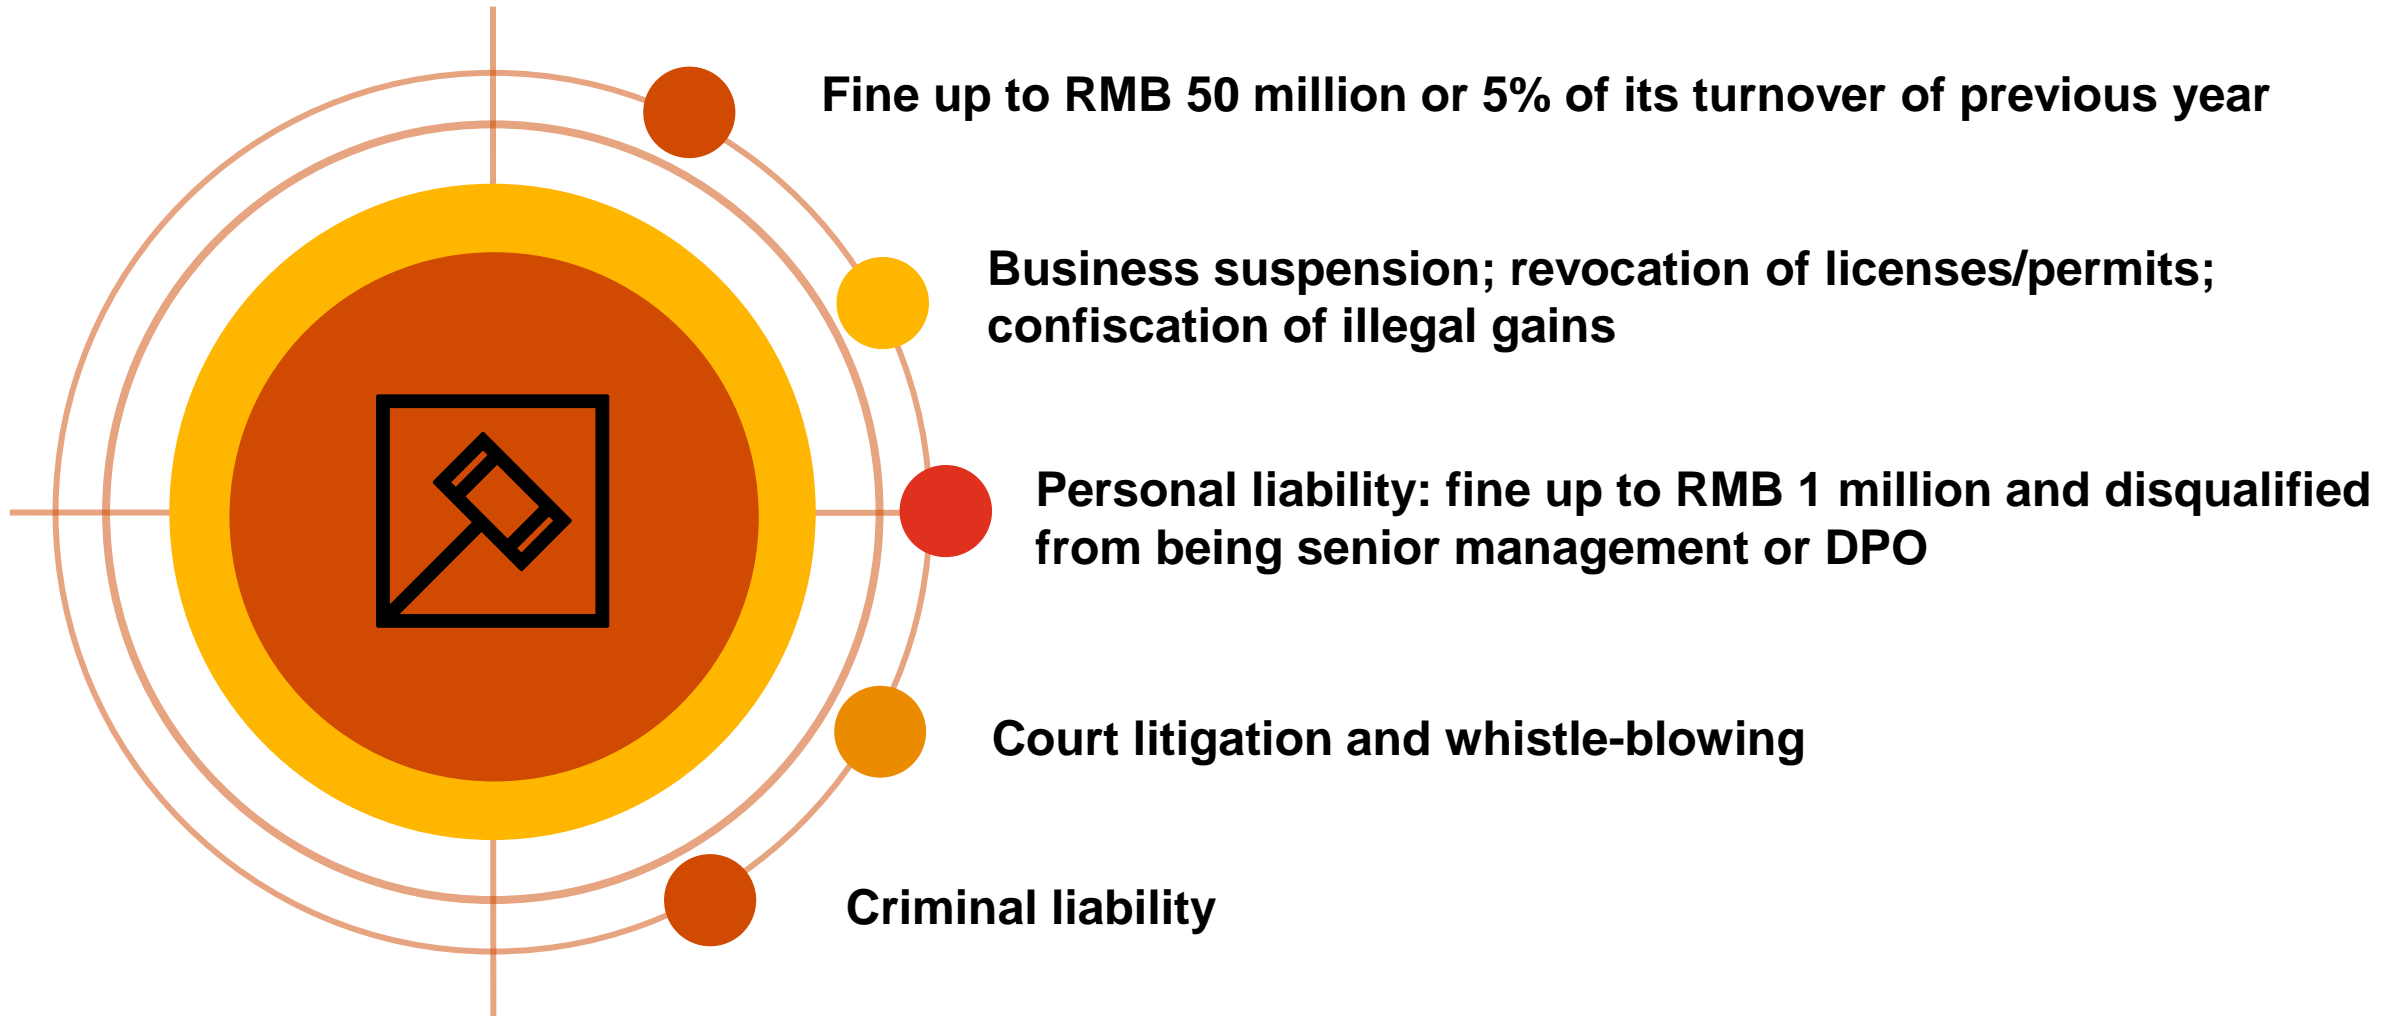 Fine up to RMB 50 million or 5% of its turnover of previous year
Business suspension; revocation of licenses/permits;
confiscation of illegal gains
Personal liability: fine up to RMB 1 million and disqualified
from being senior management or DPO
Court litigation and whistle-blowing
Criminal liability